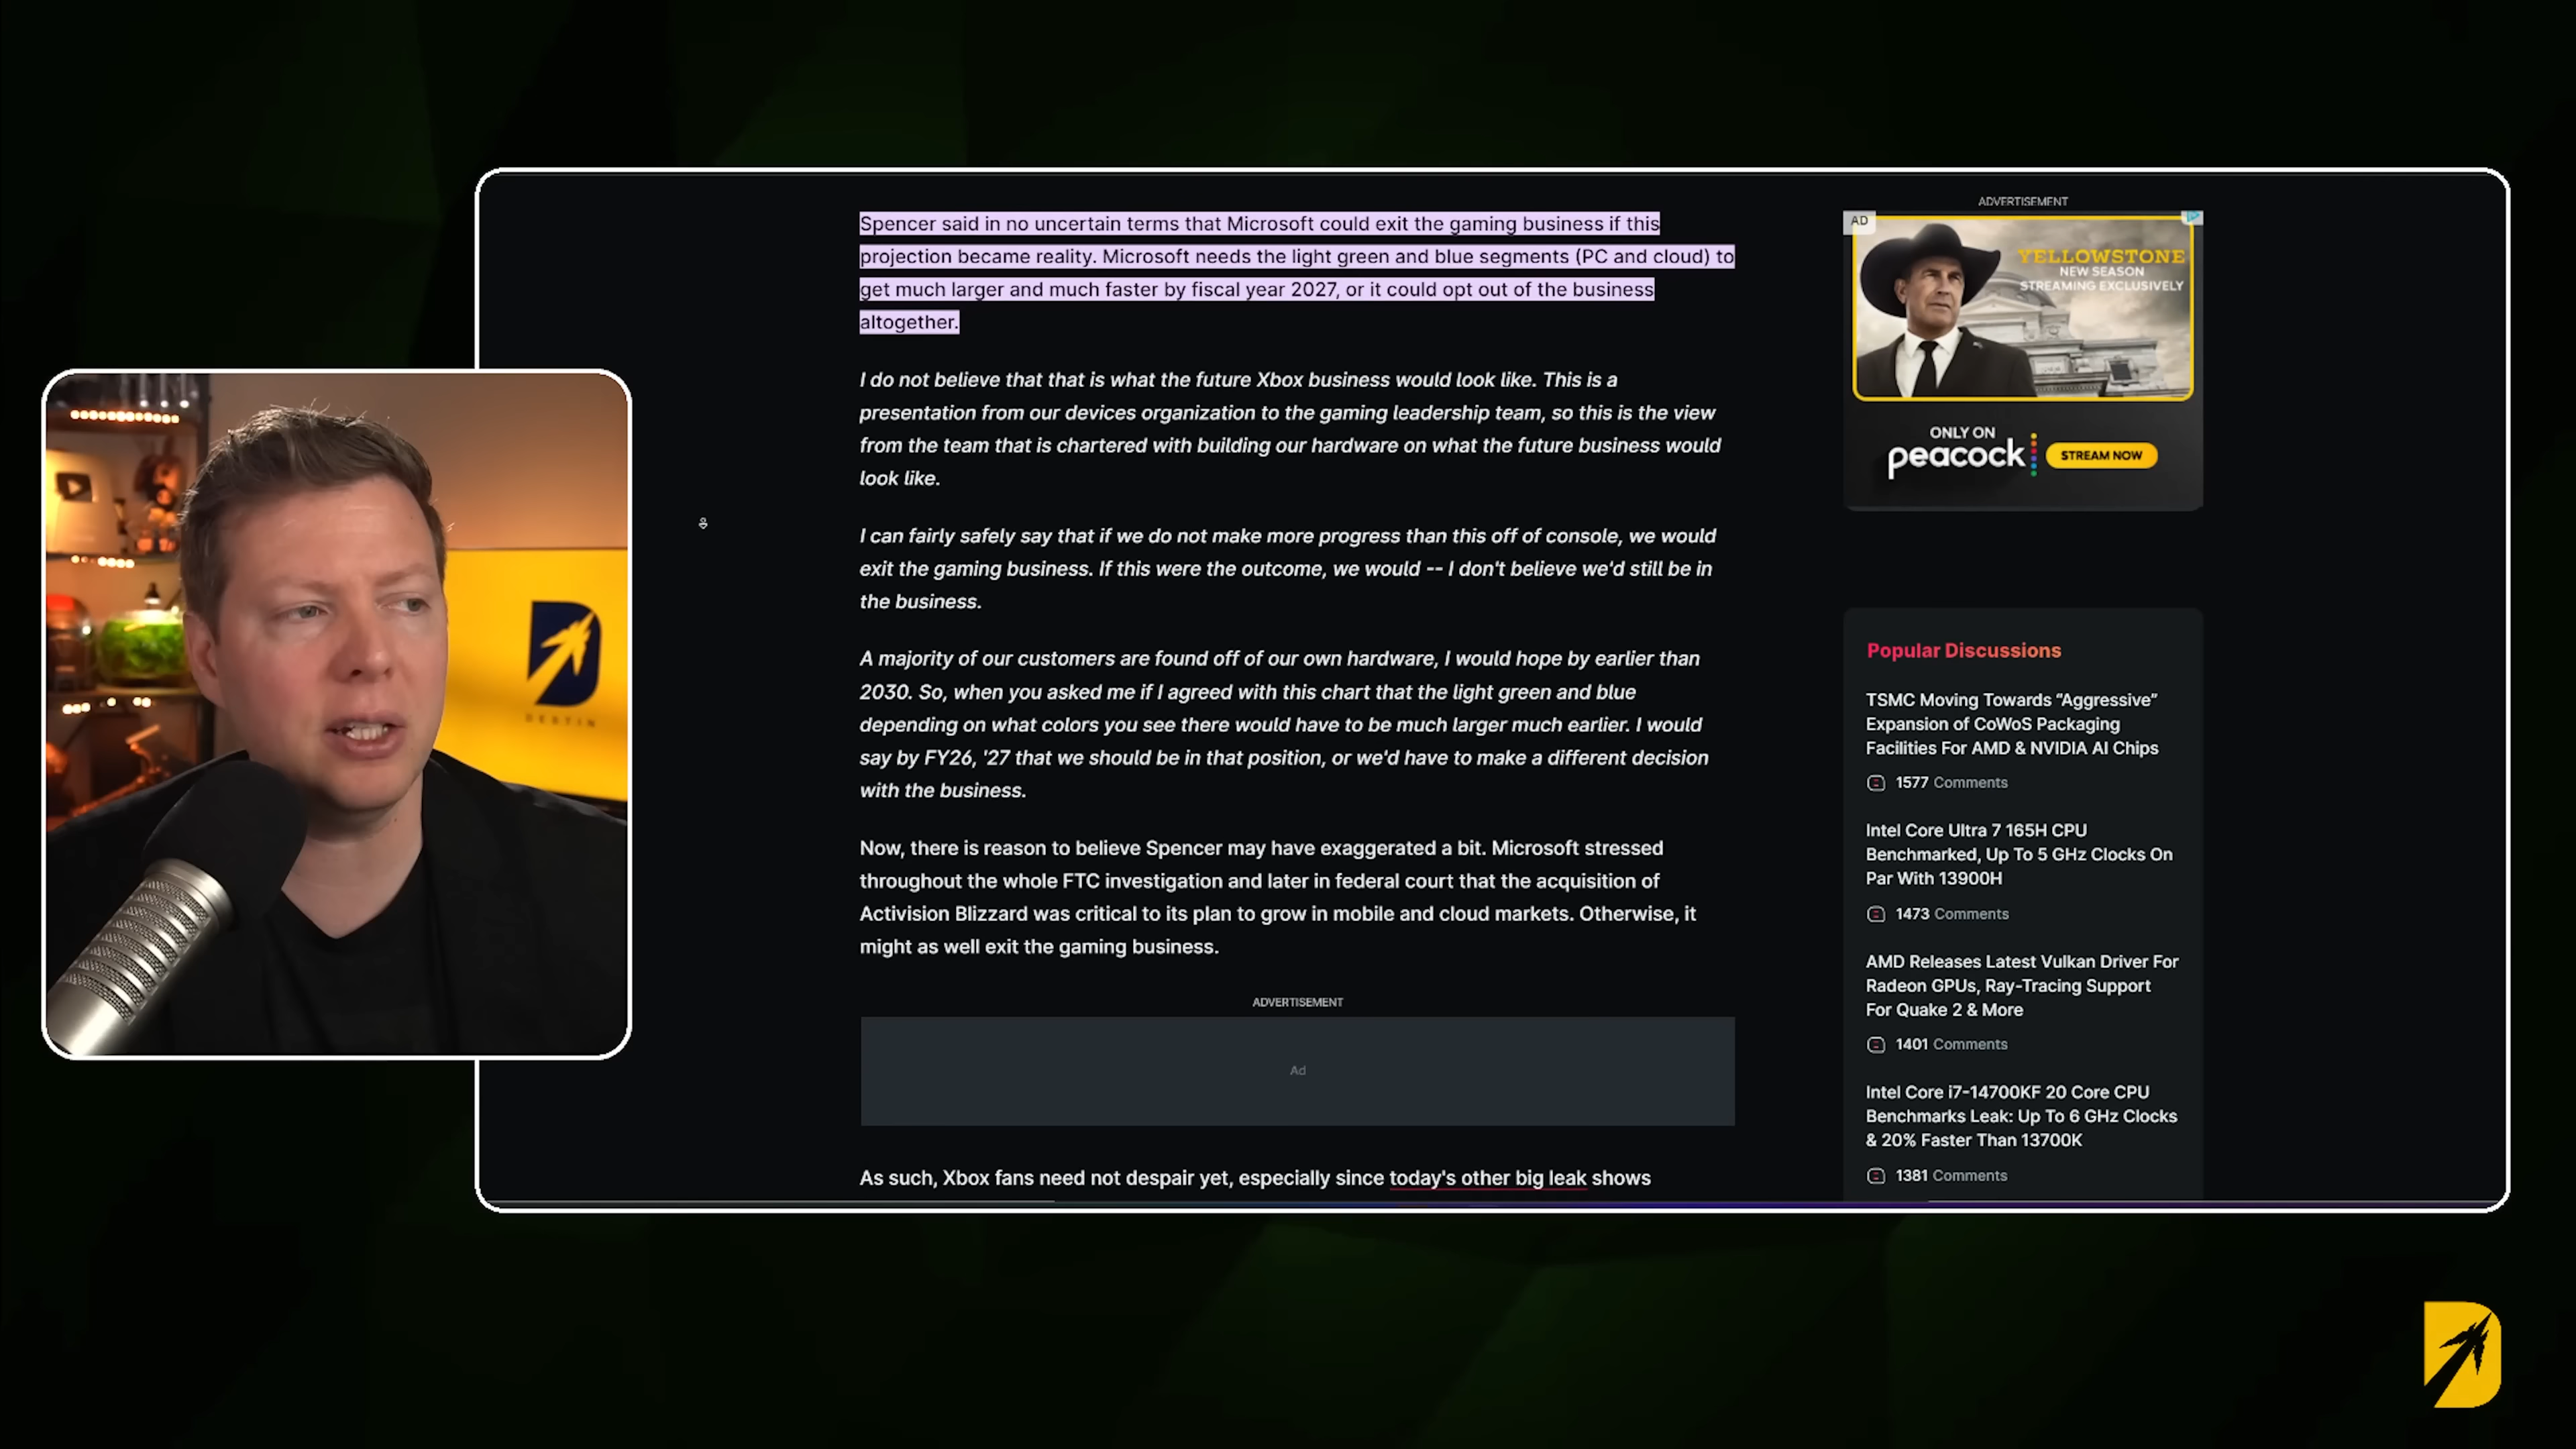 Spencer said in no uncertain terms that Microsoft could exit the gaming business if this
projection became reality. Microsoft needs the light green and blue segments (PC and cloud) to
get much larger and much faster by fiscal year 2027, or it could opt out of the business
altogether.
I do not believe that that is what the future Xbox business would look like. This is a
presentation from our devices organization to the gaming leadership team, so this is the view
from the team that is chartered with building our hardware on what the future business would
look like.
I can fairly safely say that if we do not make more progress than this off of console, we would
exit the gaming business. If this were the outcome, we would -- I don't believe we'd still be in
the business.
A majority of our customers are found off of our own hardware, I would hope by earlier than
2030. So, when you asked me if I agreed with this chart that the light green and blue
depending on what colors you see there would have to be much larger much earlier. I would
say by FY26, '27 that we should be in that position, or we'd have to make a different decision
with the business.
Now, there is reason to believe Spencer may have exaggerated a bit. Microsoft stressed
throughout the whole FTC investigation and later in federal court that the acquisition of
Activision Blizzard was critical to its plan to grow in mobile and cloud markets. Otherwise, it
might as well exit the gaming business.
ADVERTISEMENT
Ad
As such, Xbox fans need not despair yet, especially since today's other big leak shows
ADVERTISEMENT
AD
YELLOWSTONE
NEW SEASON
STREAMING EXCLUSIVELY
ONLY ON
peacock
STREAM NOW
Popular Discussions
TSMC Moving Towards “Aggressive”
Expansion of CoWoS Packaging
Facilities For AMD & NVIDIA AI Chips
1577 Comments
Intel Core Ultra 7 165H CPU
Benchmarked, Up To 5 GHz Clocks On
Par With 13900H
1473 Comments
AMD Releases Latest Vulkan Driver For
Radeon GPUs, Ray-Tracing Support
For Quake 2 & More
1401 Comments
Intel Core i7-14700KF 20 Core CPU
Benchmarks Leak: Up To 6 GHz Clocks
& 20% Faster Than 13700K
1381 Comments
DESTIN